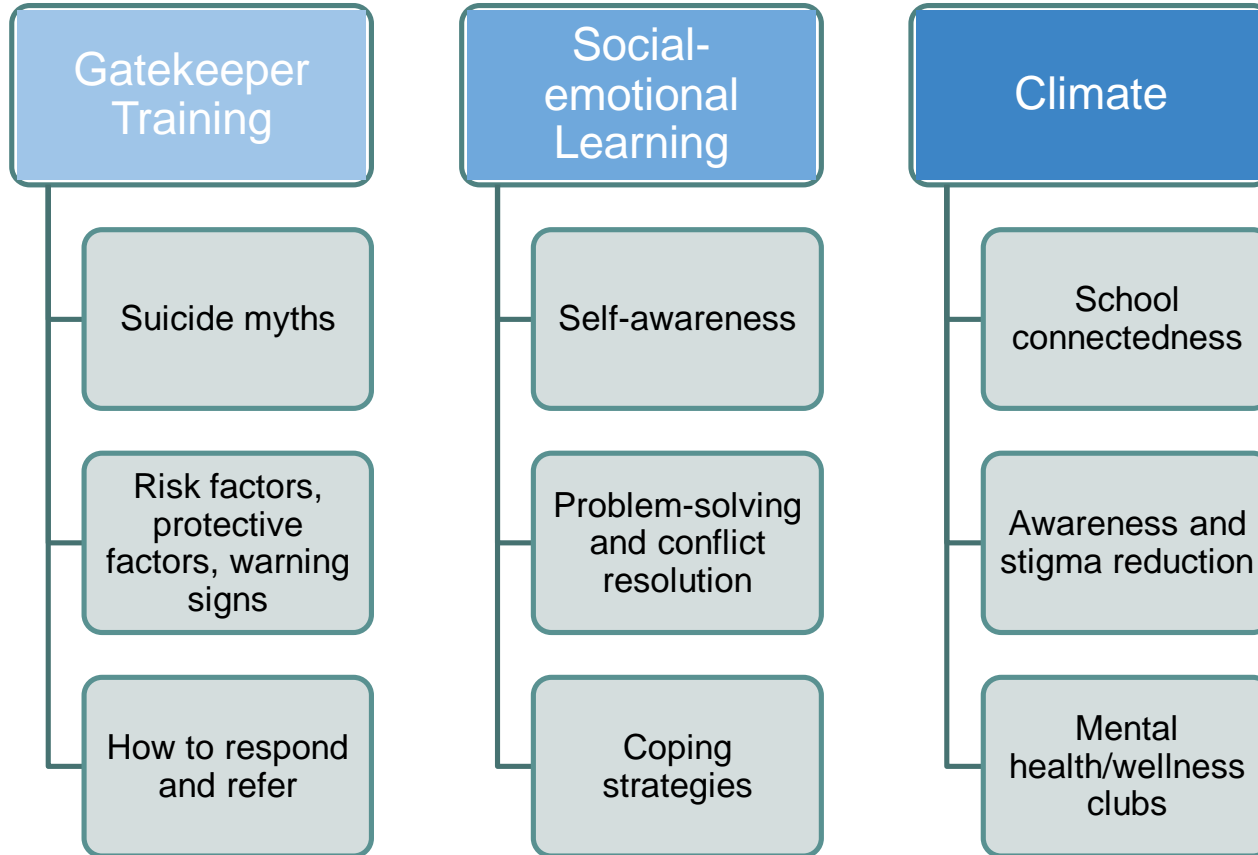 Gatekeeper
Training
Suicide myths
Risk factors,
protective
factors, warning
signs
How to respond
and refer
Social-
emotional
Learning
Self-awareness
Problem-solving
and conflict
resolution
Coping
strategies
Climate
School
connectedness
Awareness and
stigma reduction
Mental
health/wellness
clubs